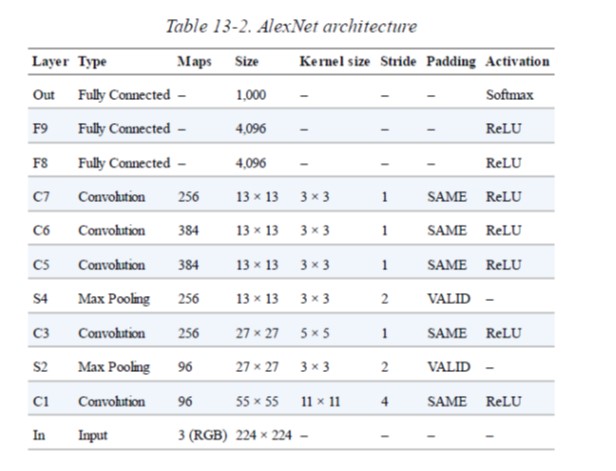 Table 13-2. AlexNet architecture
Layer Type Maps Size Kernel size Stride Padding Activation
Out Fully Connected – 1,000 – – – Softmax
F9 Fully Connected – 4,096 – – – ReLU
F8 Fully Connected – 4,096 – – – ReLU
C7 Convolution 256 13 × 13 3 × 3 1 SAME ReLU
C6 Convolution 384 13 × 13 3 × 3 1 SAME ReLU
C5 Convolution 384 13 × 13 3 × 3 1 SAME ReLU
S4 Max Pooling 256 13 × 13 3 × 3 2 VALID –
C3 Convolution 256 27 × 27 5 × 5 1 SAME ReLU
S2 Max Pooling 96 27 × 27 3 × 3 2 VALID –
C1 Convolution 96 55 × 55 11 × 11 4 SAME ReLU
In Input 3 (RGB) 224 × 224 – – – –